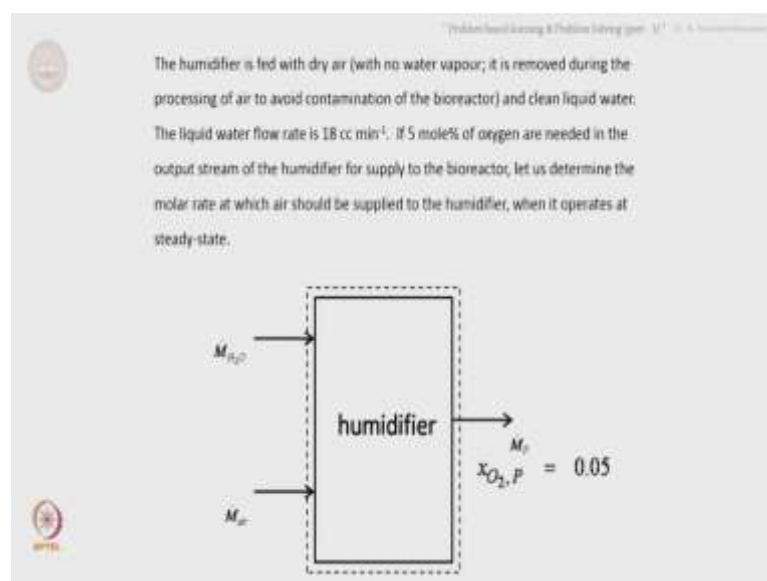 The humidifier is fed with dry air (with no water vapour; it is removed during the
processing of air to avoid contamination of the bioreactor) and clean liquid water.
The liquid water flow rate is 18 cc min⁻¹. If 5 mole% of oxygen are needed in the
output stream of the humidifier for supply to the bioreactor, let us determine the
molar rate at which air should be supplied to the humidifier, when it operates at
steady-state.
M_H₂O
humidifier
M_P
x_O₂,P = 0.05
M_air
NPTEL